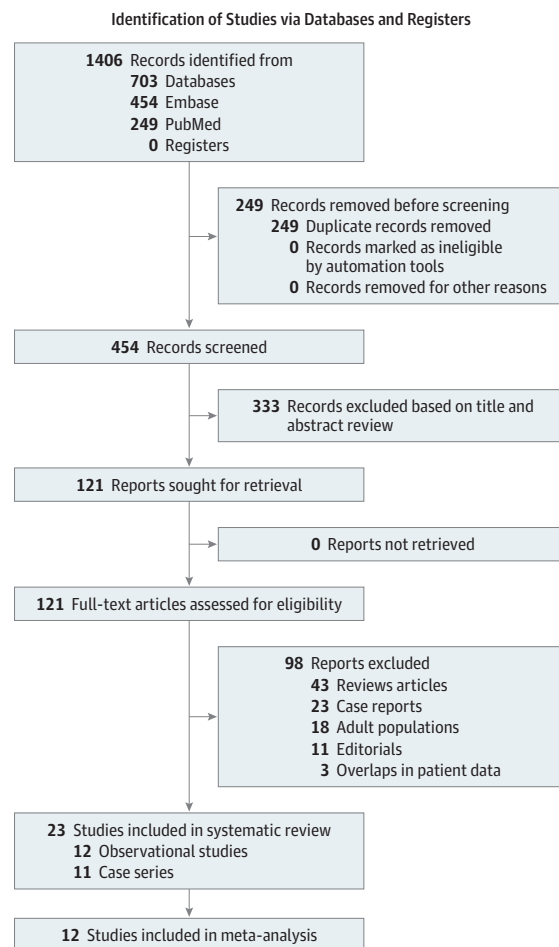 Identification of Studies via Databases and Registers
1406 Records identified from
703 Databases
454 Embase
249 PubMed
0 Registers
249 Records removed before screening
249 Duplicate records removed
0 Records marked as ineligible
by automation tools
0 Records removed for other reasons
454 Records screened
333 Records excluded based on title and
abstract review
121 Reports sought for retrieval
0 Reports not retrieved
121 Full-text articles assessed for eligibility
98 Reports excluded
43 Reviews articles
23 Case reports
18 Adult populations
11 Editorials
3 Overlaps in patient data
23 Studies included in systematic review
12 Observational studies
11 Case series
12 Studies included in meta-analysis